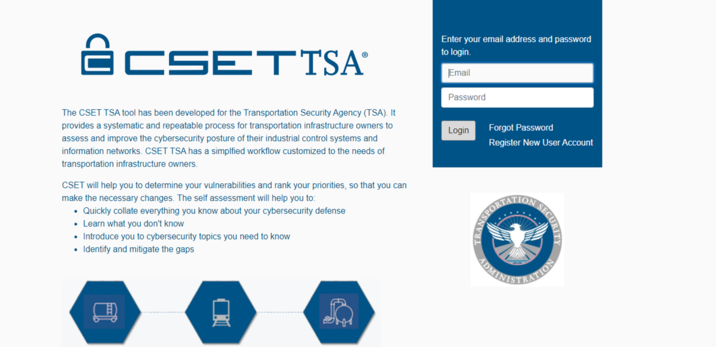 CSET TSA®
Enter your email address and password
to login.
Email
Password
Login
Forgot Password
Register New User Account
The CSET TSA tool has been developed for the Transportation Security Agency (TSA). It
provides a systematic and repeatable process for transportation infrastructure owners to
assess and improve the cybersecurity posture of their industrial control systems and
information networks. CSET TSA has a simplfied workflow customized to the needs of
transportation infrastructure owners.
CSET will help you to determine your vulnerabilities and rank your priorities, so that you can
make the necessary changes. The self assessment will help you to:
• Quickly collate everything you know about your cybersecurity defense
• Learn what you don't know
• Introduce you to cybersecurity topics you need to know
• Identify and mitigate the gaps
TRANSPORTATION SECURITY
ADMINISTRATION